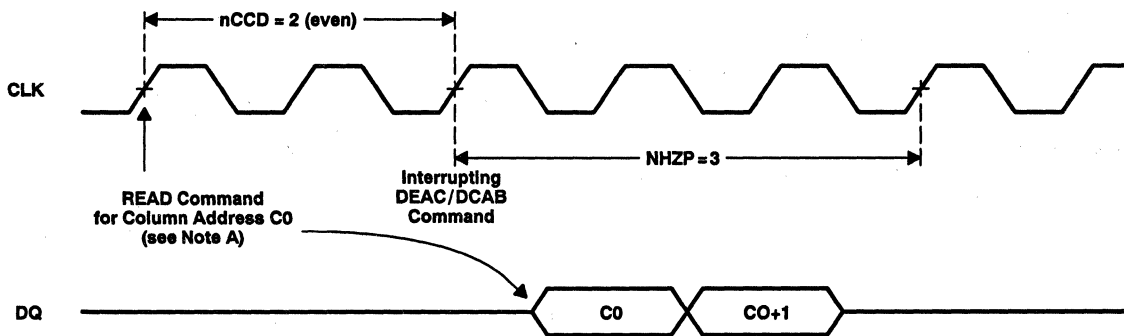 nCCD = 2 (even)
CLK
NHZP = 3
READ Command
for Column Address C0
(see Note A)
Interrupting
DEAC/DCAB
Command
DQ
C0
CO+1